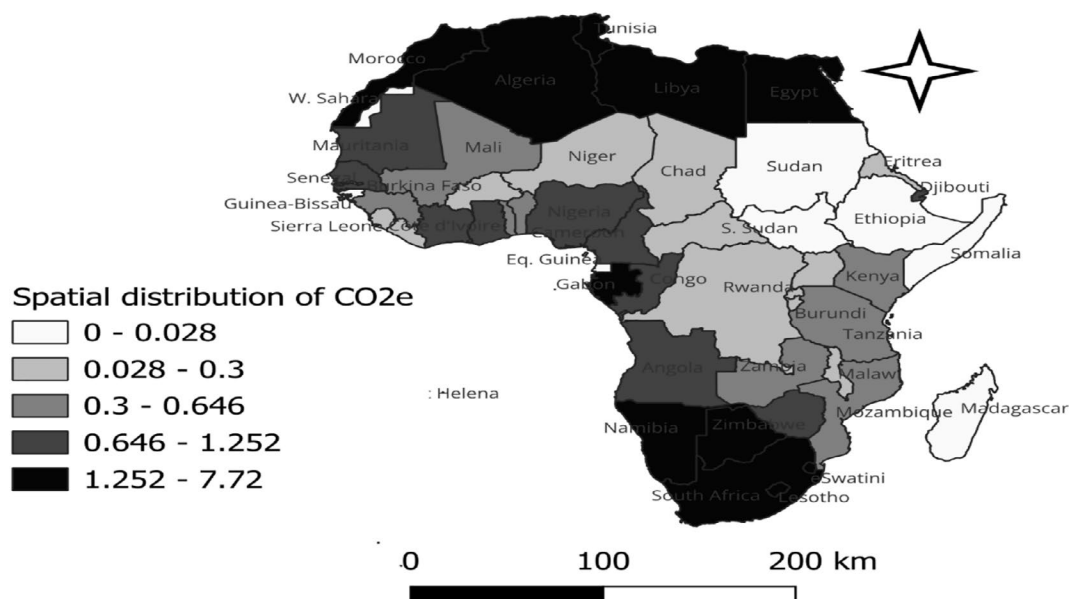 Tunisia
Morocco
Algeria
Libya
Egypt
W. Sahara
Mauritania
Mali
Niger
Chad
Sudan
Eritrea
Senegal
Burkina Faso
Djibouti
Guinea-Bissau
Nigeria
Ethiopia
Sierra Leone
Côte d'Ivoire
Cameroun
S. Sudan
Somalia
Eq. Guinea
Gabon
Congo
Rwanda
Kenya
Burundi
Tanzania
Angola
Zambia
Malawi
: Helena
Mozambique
Madagascar
Namibia
Zimbabwe
eSwatini
South Africa
Lesotho
Spatial distribution of CO2e
0 - 0.028
0.028 - 0.3
0.3 - 0.646
0.646 - 1.252
1.252 - 7.72
0 100 200 km